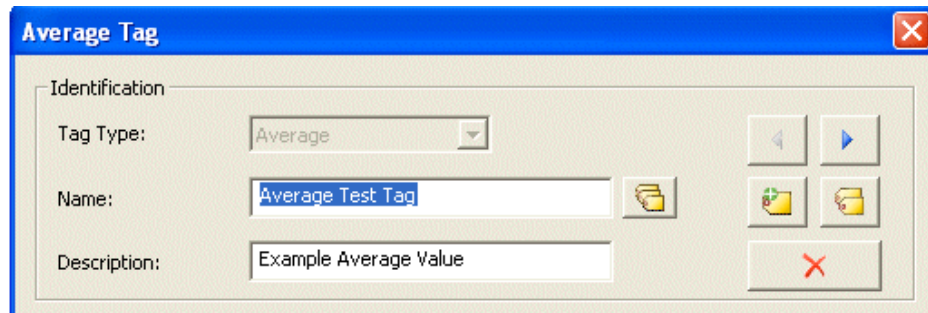 Average Tag
Identification
Tag Type: Average
Name: Average Test Tag
Description: Example Average Value